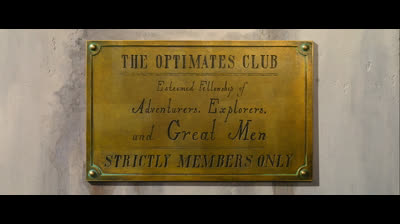 THE OPTIMATES CLUB
Esteemed Fellowship of
Adventurers, Explorers,
and Great Men
STRICTLY MEMBERS ONLY